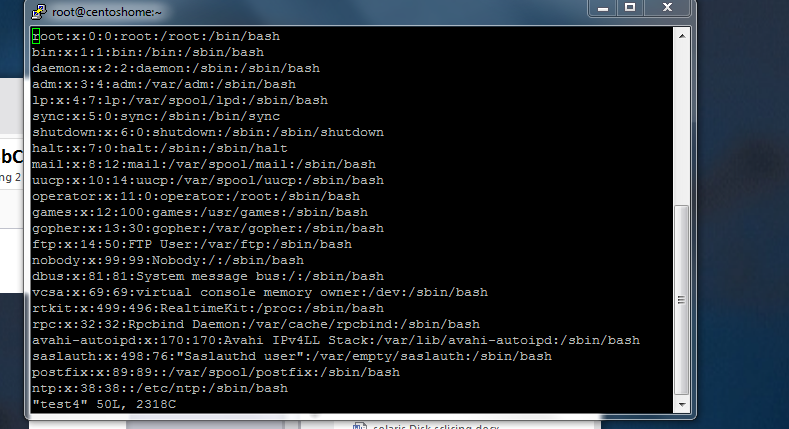 root@centoshome:~
root:x:0:0:root:/root:/bin/bash
bin:x:1:1:bin:/bin:/sbin/bash
daemon:x:2:2:daemon:/sbin:/sbin/bash
adm:x:3:4:adm:/var/adm:/sbin/bash
lp:x:4:7:lp:/var/spool/lpd:/sbin/bash
sync:x:5:0:sync:/sbin:/bin/sync
shutdown:x:6:0:shutdown:/sbin:/sbin/shutdown
halt:x:7:0:halt:/sbin:/sbin/halt
mail:x:8:12:mail:/var/spool/mail:/sbin/bash
uucp:x:10:14:uucp:/var/spool/uucp:/sbin/bash
operator:x:11:0:operator:/root:/sbin/bash
games:x:12:100:games:/usr/games:/sbin/bash
gopher:x:13:30:gopher:/var/gopher:/sbin/bash
ftp:x:14:50:FTP User:/var/ftp:/sbin/bash
nobody:x:99:99:Nobody:/:/sbin/bash
dbus:x:81:81:System message bus:/:/sbin/bash
vcsa:x:69:69:virtual console memory owner:/dev:/sbin/bash
rtkit:x:499:496:RealtimeKit:/proc:/sbin/bash
rpc:x:32:32:Rpcbind Daemon:/var/cache/rpcbind:/sbin/bash
avahi-autoipd:x:170:170:Avahi IPv4LL Stack:/var/lib/avahi-autoipd:/sbin/bash
saslauth:x:498:76:"Saslauthd user":/var/empty/saslauth:/sbin/bash
postfix:x:89:89::/var/spool/postfix:/sbin/bash
ntp:x:38:38::/etc/ntp:/sbin/bash
"test4" 50L, 2318C
bC
ng 2
solaris Disk sclicing.docx